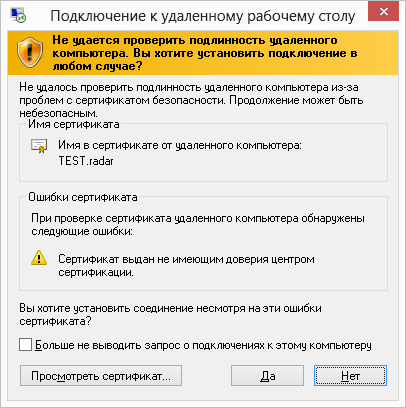 Подключение к удаленному рабочему столу
Не удается проверить подлинность удаленного
компьютера. Вы хотите установить подключение в
любом случае?
Не удалось проверить подлинность удаленного компьютера из-за
проблем с сертификатом безопасности. Продолжение может быть
небезопасным.
Имя сертификата
Имя в сертификате от удаленного компьютера:
TEST.radar
Ошибки сертификата
При проверке сертификата удаленного компьютера обнаружены
следующие ошибки:
Сертификат выдан не имеющим доверия центром
сертификации.
Вы хотите установить соединение несмотря на эти ошибки
сертификата?
Больше не выводить запрос о подключениях к этому компьютеру
Просмотреть сертификат...
Да
Нет